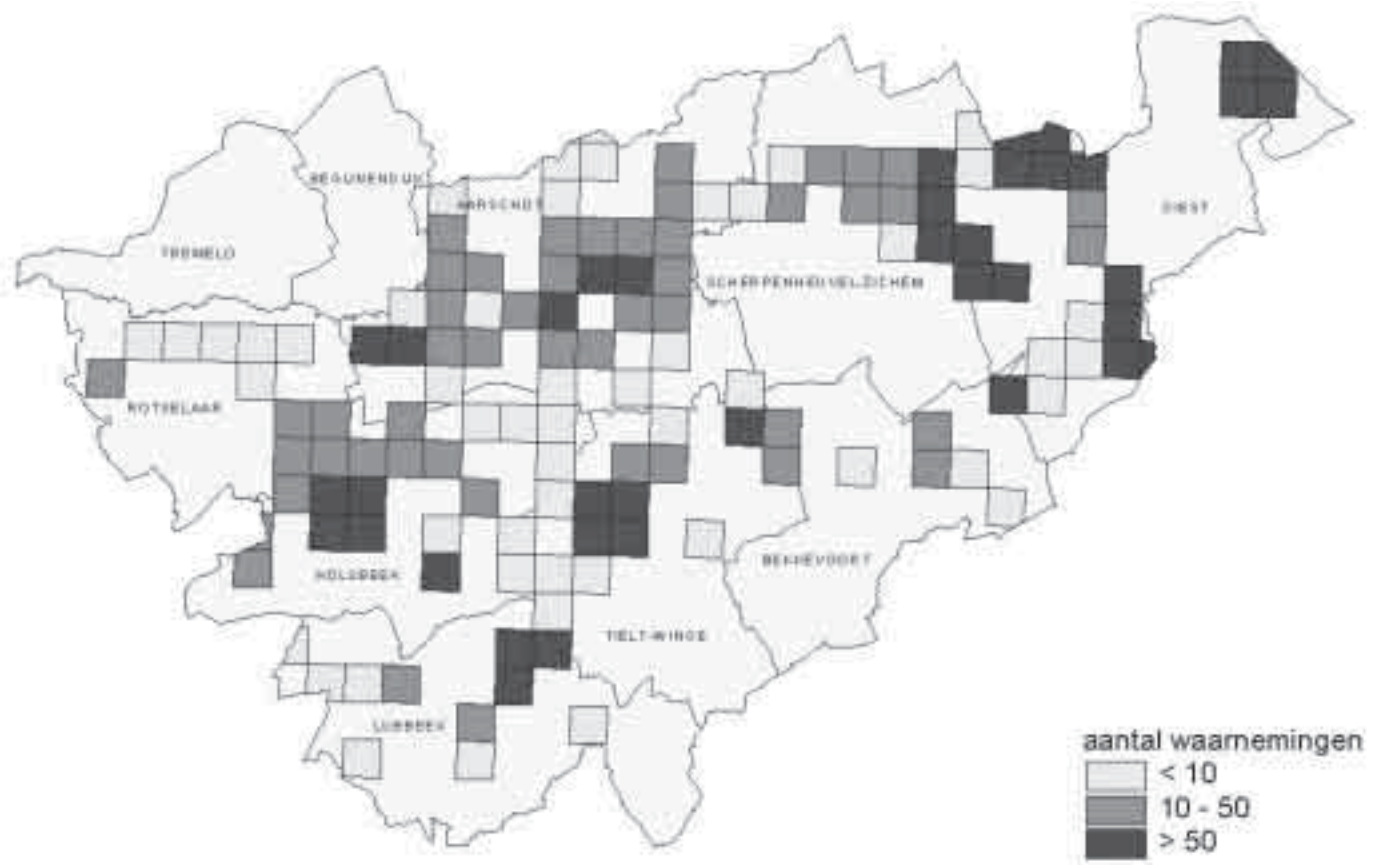 BEGIJNENDIJK
AARSCHOT
DIEST
TREMELO
SCHERPENHEUVEL-ZICHEM
ROTSELAAR
BEKKEVOORT
HOLSBEEK
TIELT-WINGE
LUBBEEK
aantal waarnemingen
< 10
10 - 50
> 50